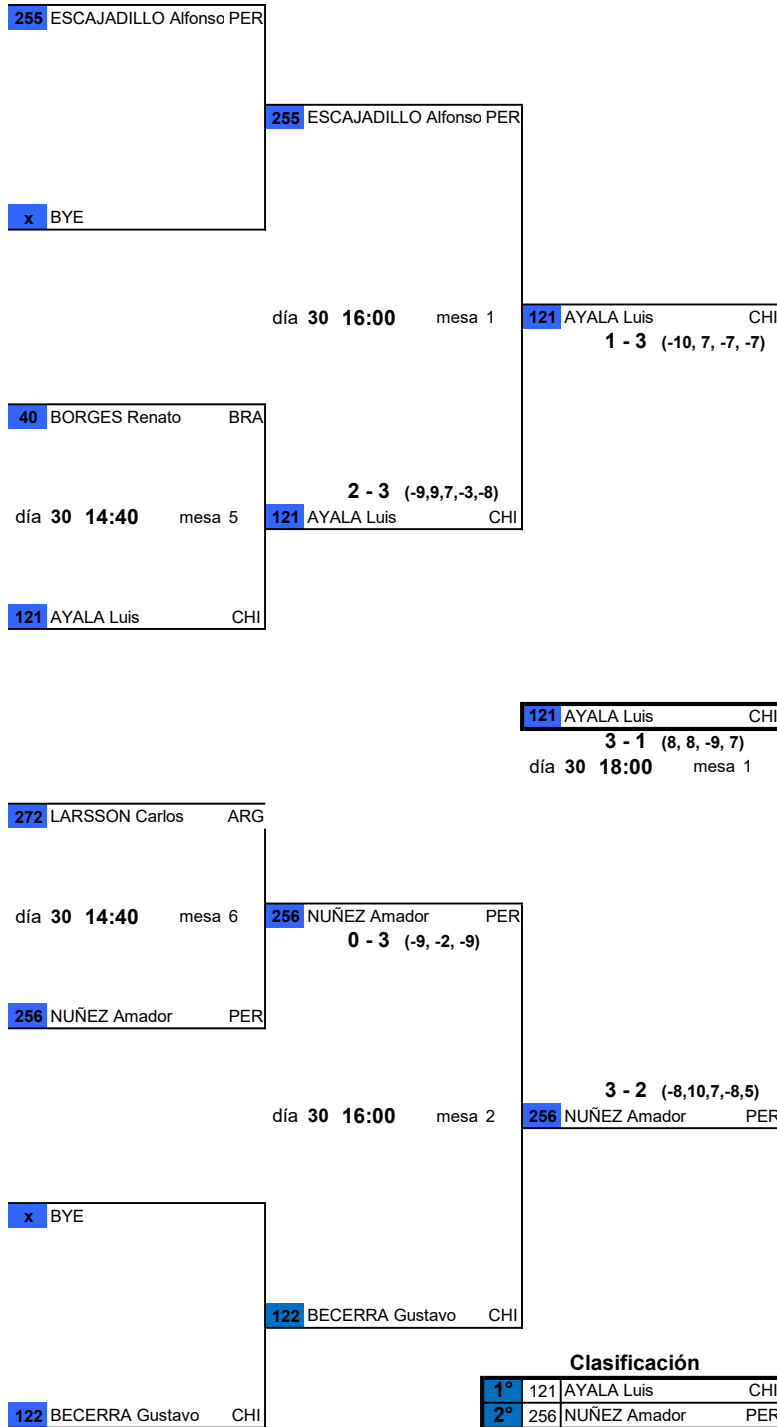 255 ESCAJADILLO Alfonso PER
255 ESCAJADILLO Alfonso PER
x BYE
día 30 16:00 mesa 1 121 AYALA Luis CHI
1 - 3 (-10, 7, -7, -7)
40 BORGES Renato BRA
2 - 3 (-9,9,7,-3,-8)
día 30 14:40 mesa 5 121 AYALA Luis CHI
121 AYALA Luis CHI
121 AYALA Luis CHI
3 - 1 (8, 8, -9, 7)
día 30 18:00 mesa 1
272 LARSSON Carlos ARG
día 30 14:40 mesa 6 256 NUÑEZ Amador PER
0 - 3 (-9, -2, -9)
256 NUÑEZ Amador PER
3 - 2 (-8,10,7,-8,5)
día 30 16:00 mesa 2 256 NUÑEZ Amador PER
x BYE
122 BECERRA Gustavo CHI
Clasificación
1° 121 AYALA Luis CHI
122 BECERRA Gustavo CHI 2° 256 NUÑEZ Amador PER